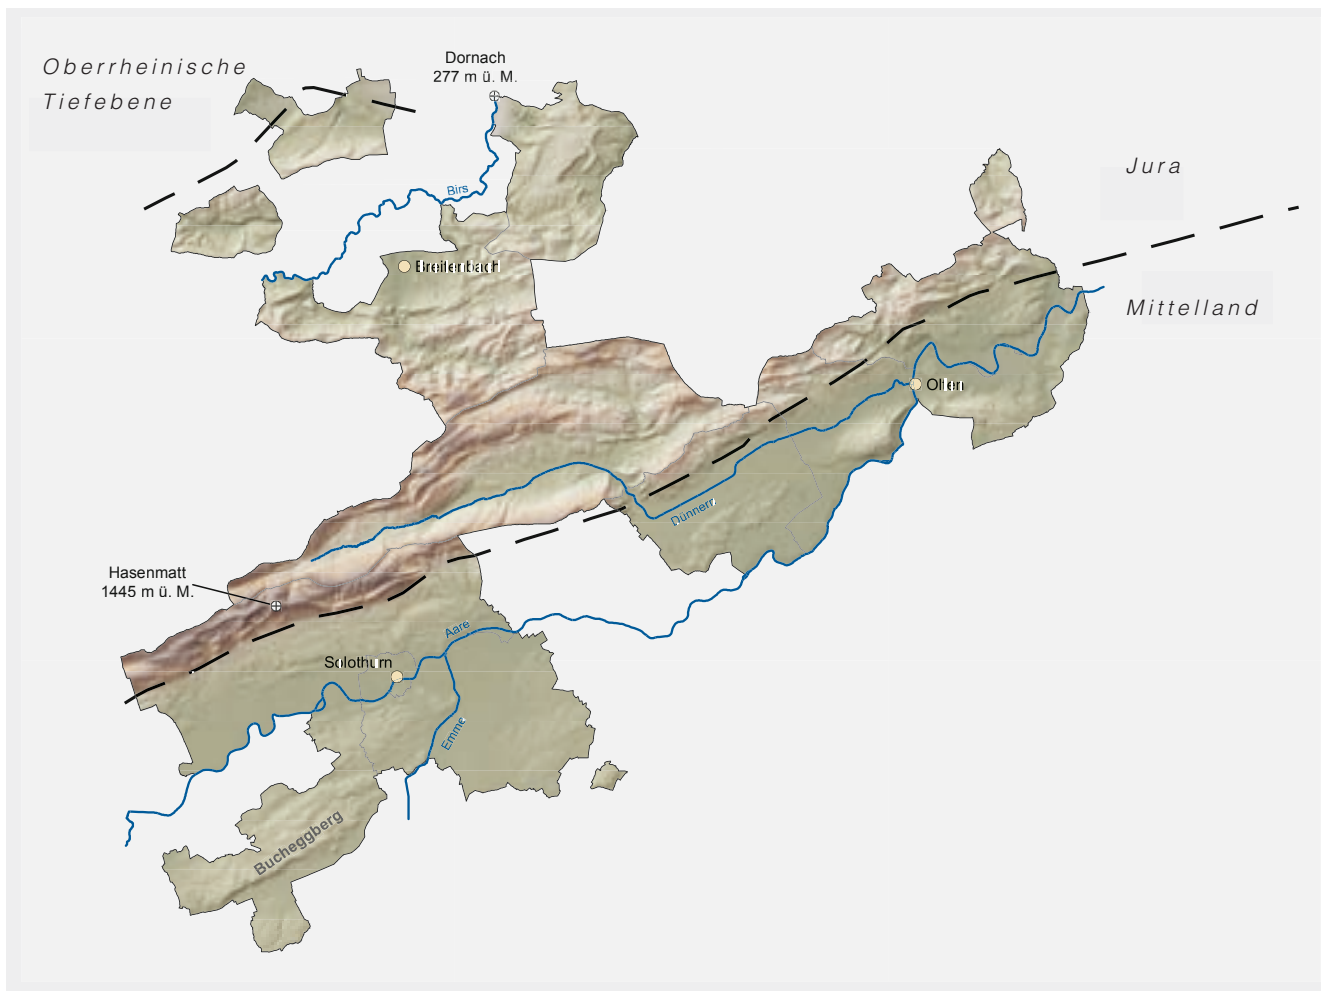 Oberrheinische
Tiefebene
Dornach
277 m ü. M.
Jura
Birs
Breitenbach
Mittelland
Olten
Dünnern
Hasenmatt
1445 m ü. M.
Aare
Solothurn
Emme
Bucheggberg